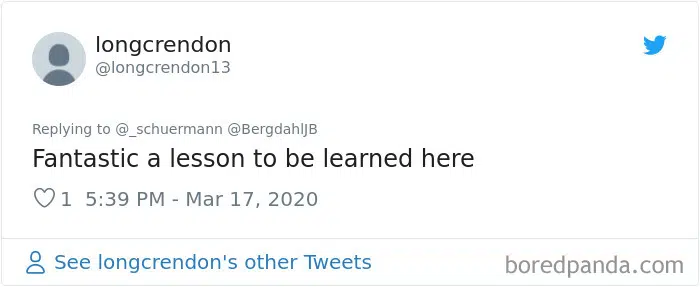 longcrendon
@longcrendon13
Replying to @_schuermann @BergdahlJB
Fantastic a lesson to be learned here
1 5:39 PM - Mar 17, 2020
See longcrendon's other Tweets
boredpanda.com